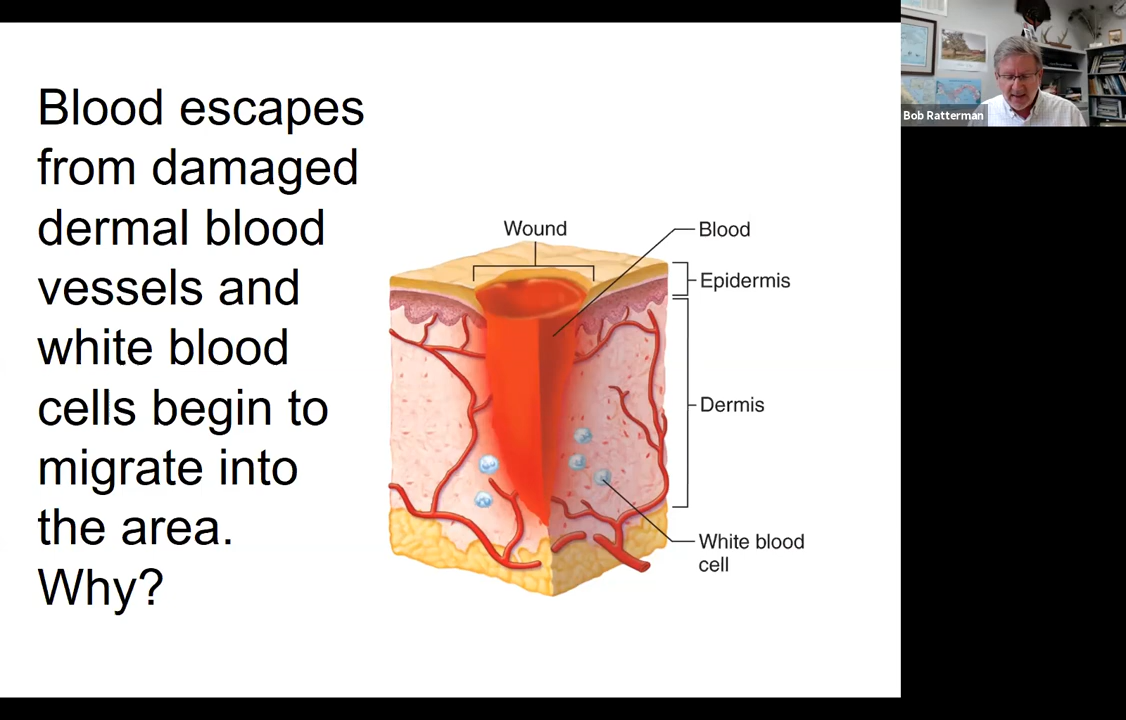 Blood escapes
from damaged
dermal blood
vessels and
white blood
cells begin to
migrate into
the area.
Why?
Wound
Blood
Epidermis
Dermis
White blood
cell
Bob Ratterman